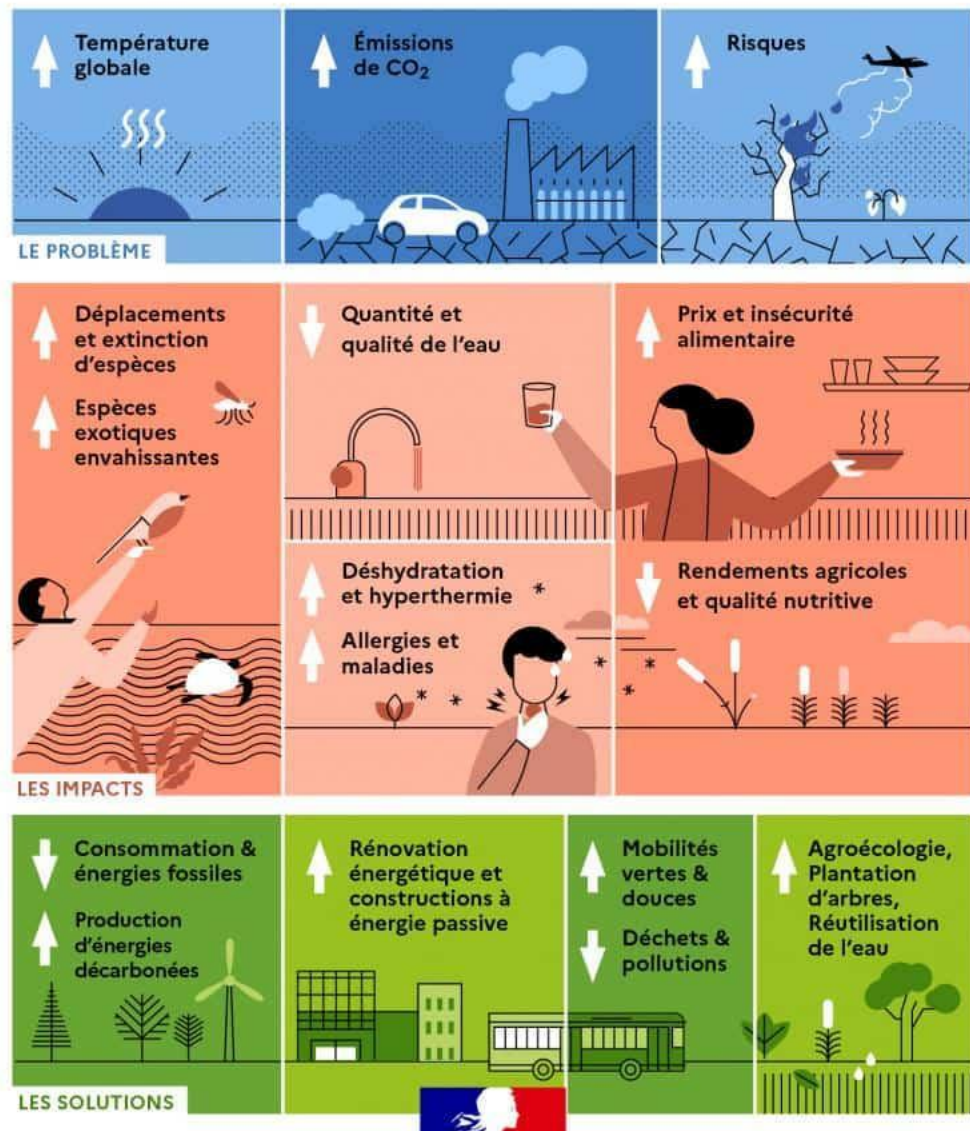 Température
globale
Émissions
de CO₂
Risques
LE PROBLÈME
Déplacements
et extinction
d'espèces
Espèces
exotiques
envahissantes
Quantité et
qualité de l'eau
Prix et insécurité
alimentaire
Déshydratation
et hyperthermie
Allergies et
maladies
Rendements agricoles
et qualité nutritive
LES IMPACTS
Consommation &
énergies fossiles
Production
d'énergies
décarbonées
Rénovation
énergétique et
constructions à
énergie passive
Mobilités
vertes &
douces
Déchets &
pollutions
Agroécologie,
Plantation
d'arbres,
Réutilisation
de l'eau
LES SOLUTIONS